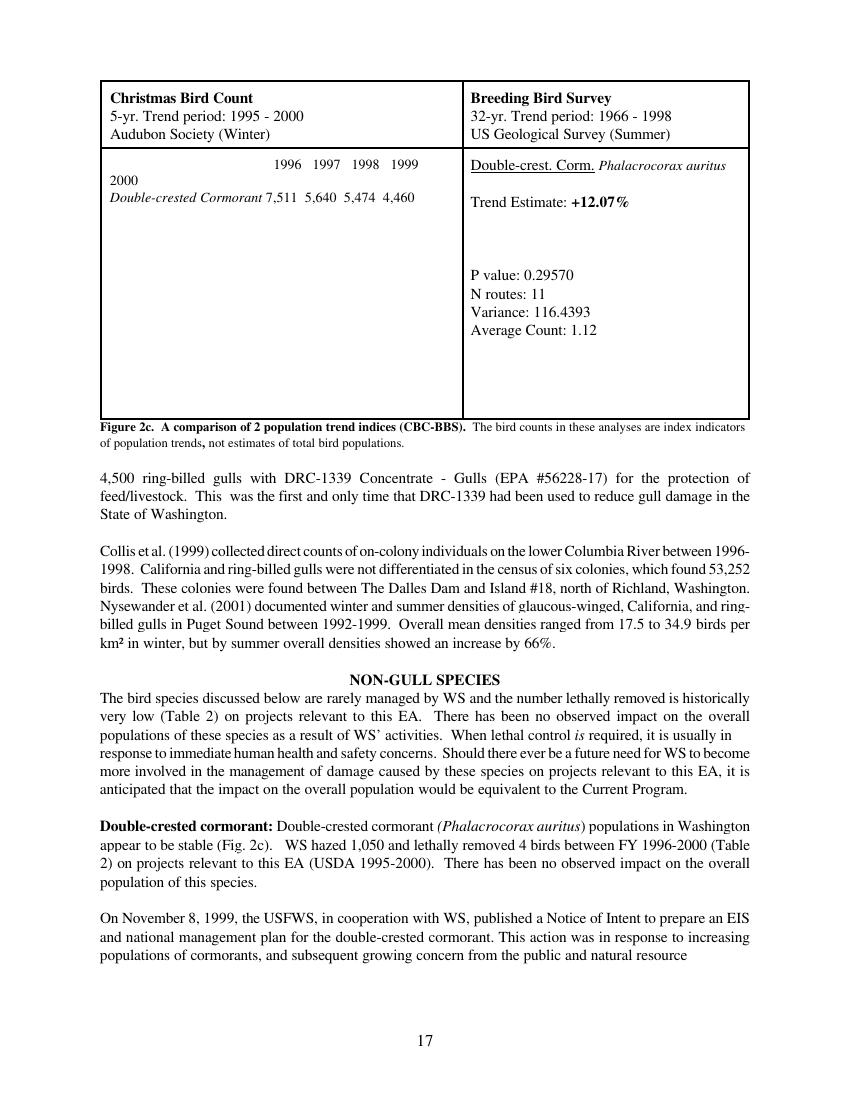 Christmas Bird Count
5-yr. Trend period: 1995 - 2000
Audubon Society (Winter)
Breeding Bird Survey
32-yr. Trend period: 1966 - 1998
US Geological Survey (Summer)
1996 1997 1998 1999
2000
Double-crested Cormorant 7,511 5,640 5,474 4,460
Double-crest. Corm. Phalacrocorax auritus
Trend Estimate: +12.07%
P value: 0.29570
N routes: 11
Variance: 116.4393
Average Count: 1.12
Figure 2c. A comparison of 2 population trend indices (CBC-BBS). The bird counts in these analyses are index indicators
of population trends, not estimates of total bird populations.
4,500 ring-billed gulls with DRC-1339 Concentrate - Gulls (EPA #56228-17) for the protection of
feed/livestock. This was the first and only time that DRC-1339 had been used to reduce gull damage in the
State of Washington.
Collis et al. (1999) collected direct counts of on-colony individuals on the lower Columbia River between 1996-
1998. California and ring-billed gulls were not differentiated in the census of six colonies, which found 53,252
birds. These colonies were found between The Dalles Dam and Island #18, north of Richland, Washington.
Nysewander et al. (2001) documented winter and summer densities of glaucous-winged, California, and ring-
billed gulls in Puget Sound between 1992-1999. Overall mean densities ranged from 17.5 to 34.9 birds per
km² in winter, but by summer overall densities showed an increase by 66%.
NON-GULL SPECIES
The bird species discussed below are rarely managed by WS and the number lethally removed is historically
very low (Table 2) on projects relevant to this EA. There has been no observed impact on the overall
populations of these species as a result of WS' activities. When lethal control is required, it is usually in
response to immediate human health and safety concerns. Should there ever be a future need for WS to become
more involved in the management of damage caused by these species on projects relevant to this EA, it is
anticipated that the impact on the overall population would be equivalent to the Current Program.
Double-crested cormorant: Double-crested cormorant (Phalacrocorax auritus) populations in Washington
appear to be stable (Fig. 2c). WS hazed 1,050 and lethally removed 4 birds between FY 1996-2000 (Table
2) on projects relevant to this EA (USDA 1995-2000). There has been no observed impact on the overall
population of this species.
On November 8, 1999, the USFWS, in cooperation with WS, published a Notice of Intent to prepare an EIS
and national management plan for the double-crested cormorant. This action was in response to increasing
populations of cormorants, and subsequent growing concern from the public and natural resource
17